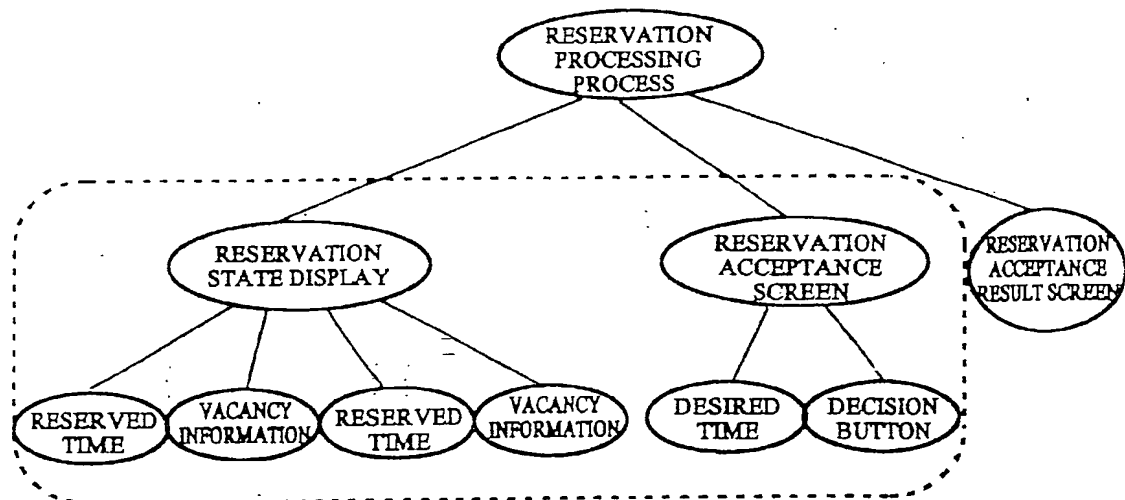 RESERVATION
PROCESSING
PROCESS
RESERVATION
STATE DISPLAY
RESERVATION
ACCEPTANCE
SCREEN
RESERVATION
ACCEPTANCE
RESULT SCREEN
RESERVED
TIME
VACANCY
INFORMATION
RESERVED
TIME
VACANCY
INFORMATION
DESIRED
TIME
DECISION
BUTTON